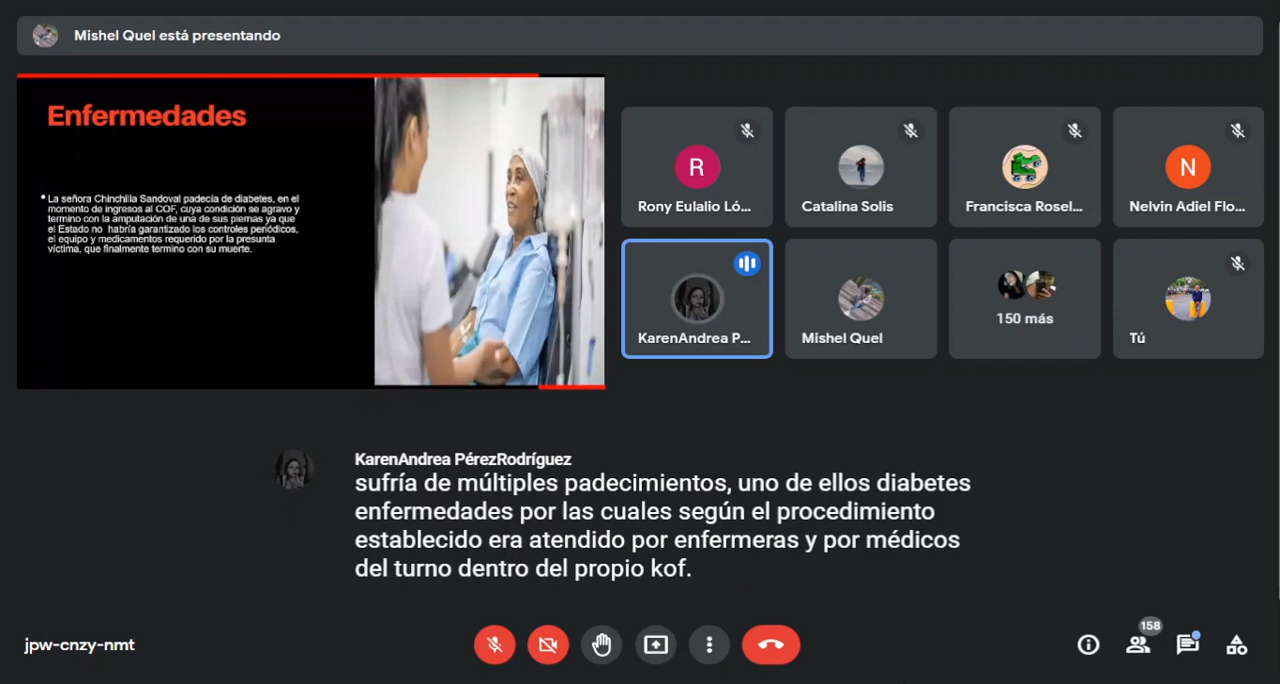 Mishel Quel está presentando
Enfermedades
• La señora Chinchilla Sandoval padecía de diabetes, en el
momento de ingresos al COF, cuya condición se agravo y
termino con la amputación de una de sus piernas ya que
el Estado no habría garantizado los controles periódicos,
el equipo y medicamentos requerido por la presunta
víctima, que finalmente termino con su muerte.
R
Rony Eulalio Ló...
Catalina Solis
Francisca Rosel...
N
Nelvin Adiel Flo...
KarenAndrea P...
Mishel Quel
150 más
Tú
KarenAndrea PérezRodríguez
sufría de múltiples padecimientos, uno de ellos diabetes
enfermedades por las cuales según el procedimiento
establecido era atendido por enfermeras y por médicos
del turno dentro del propio kof.
jpw-cnzy-nmt
158